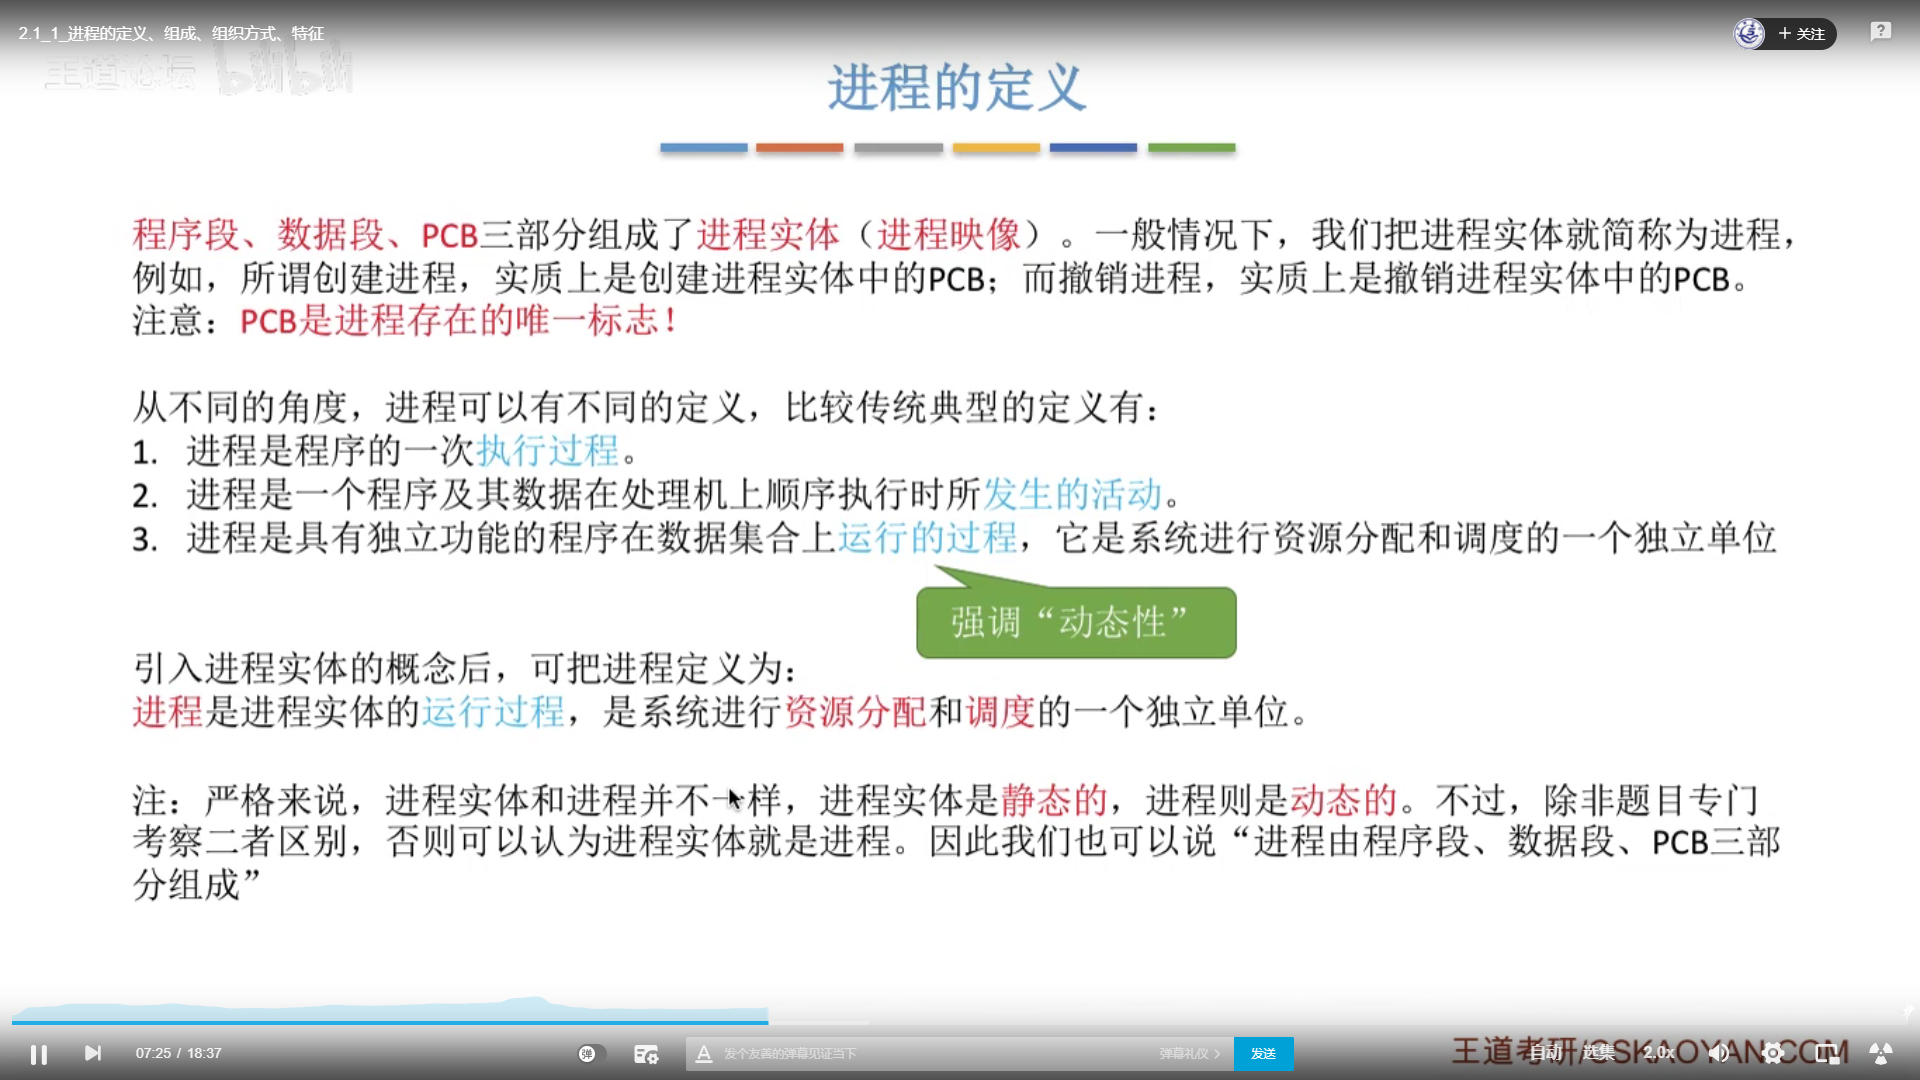 2.1_1_进程的定义、组成、组织方式、特征
+ 关注
王道论坛 bilibili
进程的定义
程序段、数据段、PCB三部分组成了进程实体（进程映像）。一般情况下，我们把进程实体就简称为进程，
例如，所谓创建进程，实质上是创建进程实体中的PCB；而撤销进程，实质上是撤销进程实体中的PCB。
注意：PCB是进程存在的唯一标志！
从不同的角度，进程可以有不同的定义，比较传统典型的定义有：
1. 进程是程序的一次执行过程。
2. 进程是一个程序及其数据在处理机上顺序执行时所发生的活动。
3. 进程是具有独立功能的程序在数据集合上运行的过程，它是系统进行资源分配和调度的一个独立单位
强调“动态性”
引入进程实体的概念后，可把进程定义为：
进程是进程实体的运行过程，是系统进行资源分配和调度的一个独立单位。
注：严格来说，进程实体和进程并不一样，进程实体是静态的，进程则是动态的。不过，除非题目专门
考察二者区别，否则可以认为进程实体就是进程。因此我们也可以说“进程由程序段、数据段、PCB三部
分组成”
07:25 / 18:37
弹
A 发个友善的弹幕见证当下
弹幕礼仪 >
发送
王道考研/CSKAOYAN.COM
自动 选集 2.0x